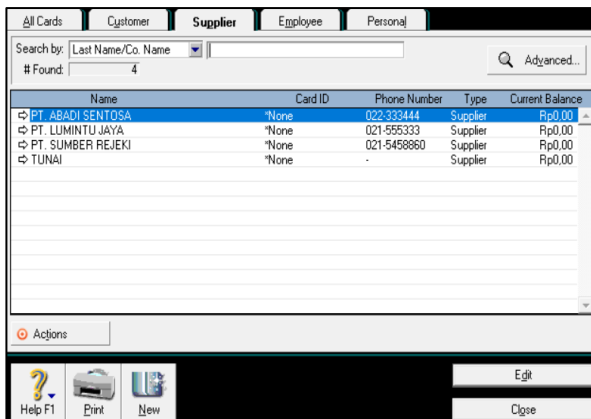 All Cards Customer Supplier Employee Personal
Search by: Last Name/Co. Name
Advanced...
# Found: 4
Name Card ID Phone Number Type Current Balance
PT. ABADI SENTOSA *None 022-333444 Supplier Rp0,00
PT. LUMINTU JAYA *None 021-555333 Supplier Rp0,00
PT. SUMBER REJEKI *None 021-5458860 Supplier Rp0,00
TUNAI *None - Supplier Rp0,00
Actions
Edit
Help F1 Print New Close